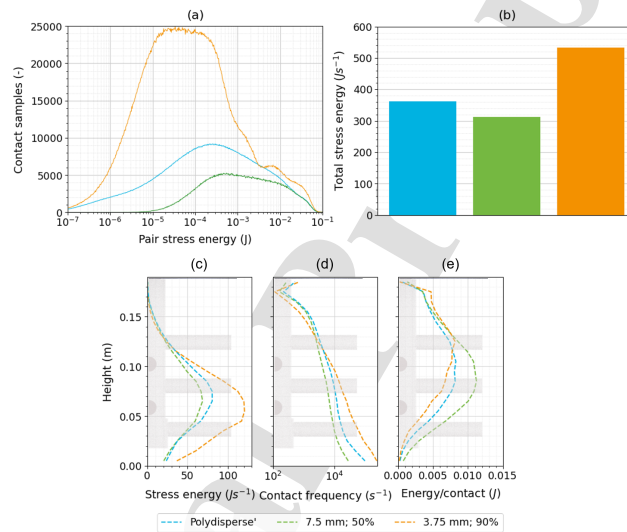 (a)
(b)
25000
20000
15000
10000
5000
0
Contact samples (-)
10⁻⁷ 10⁻⁶ 10⁻⁵ 10⁻⁴ 10⁻³ 10⁻² 10⁻¹
Pair stress energy (J)
600
500
400
300
200
100
0
Total stress energy (Js⁻¹)
(c)
(d)
(e)
0.15
0.10
0.05
0.00
Height (m)
0 50 100
Stress energy (Js⁻¹)
10² 10⁴
Contact frequency (s⁻¹)
0.000 0.005 0.010 0.015
Energy/contact (J)
Polydisperse' 7.5 mm; 50% 3.75 mm; 90%